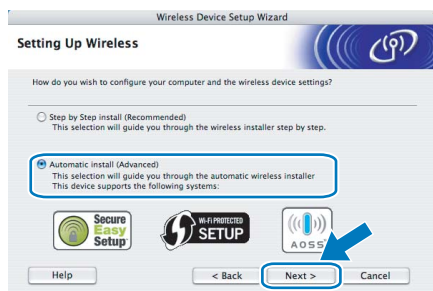 Wireless Device Setup Wizard
Setting Up Wireless
How do you wish to configure your computer and the wireless device settings?
Step by Step install (Recommended)
This selection will guide you through the wireless installer step by step.
Automatic install (Advanced)
This selection will guide you through the automatic wireless installer
This device supports the following systems:
Secure
Easy
Setup
Wi-Fi PROTECTED
SETUP
AOSS
Help
< Back
Next >
Cancel